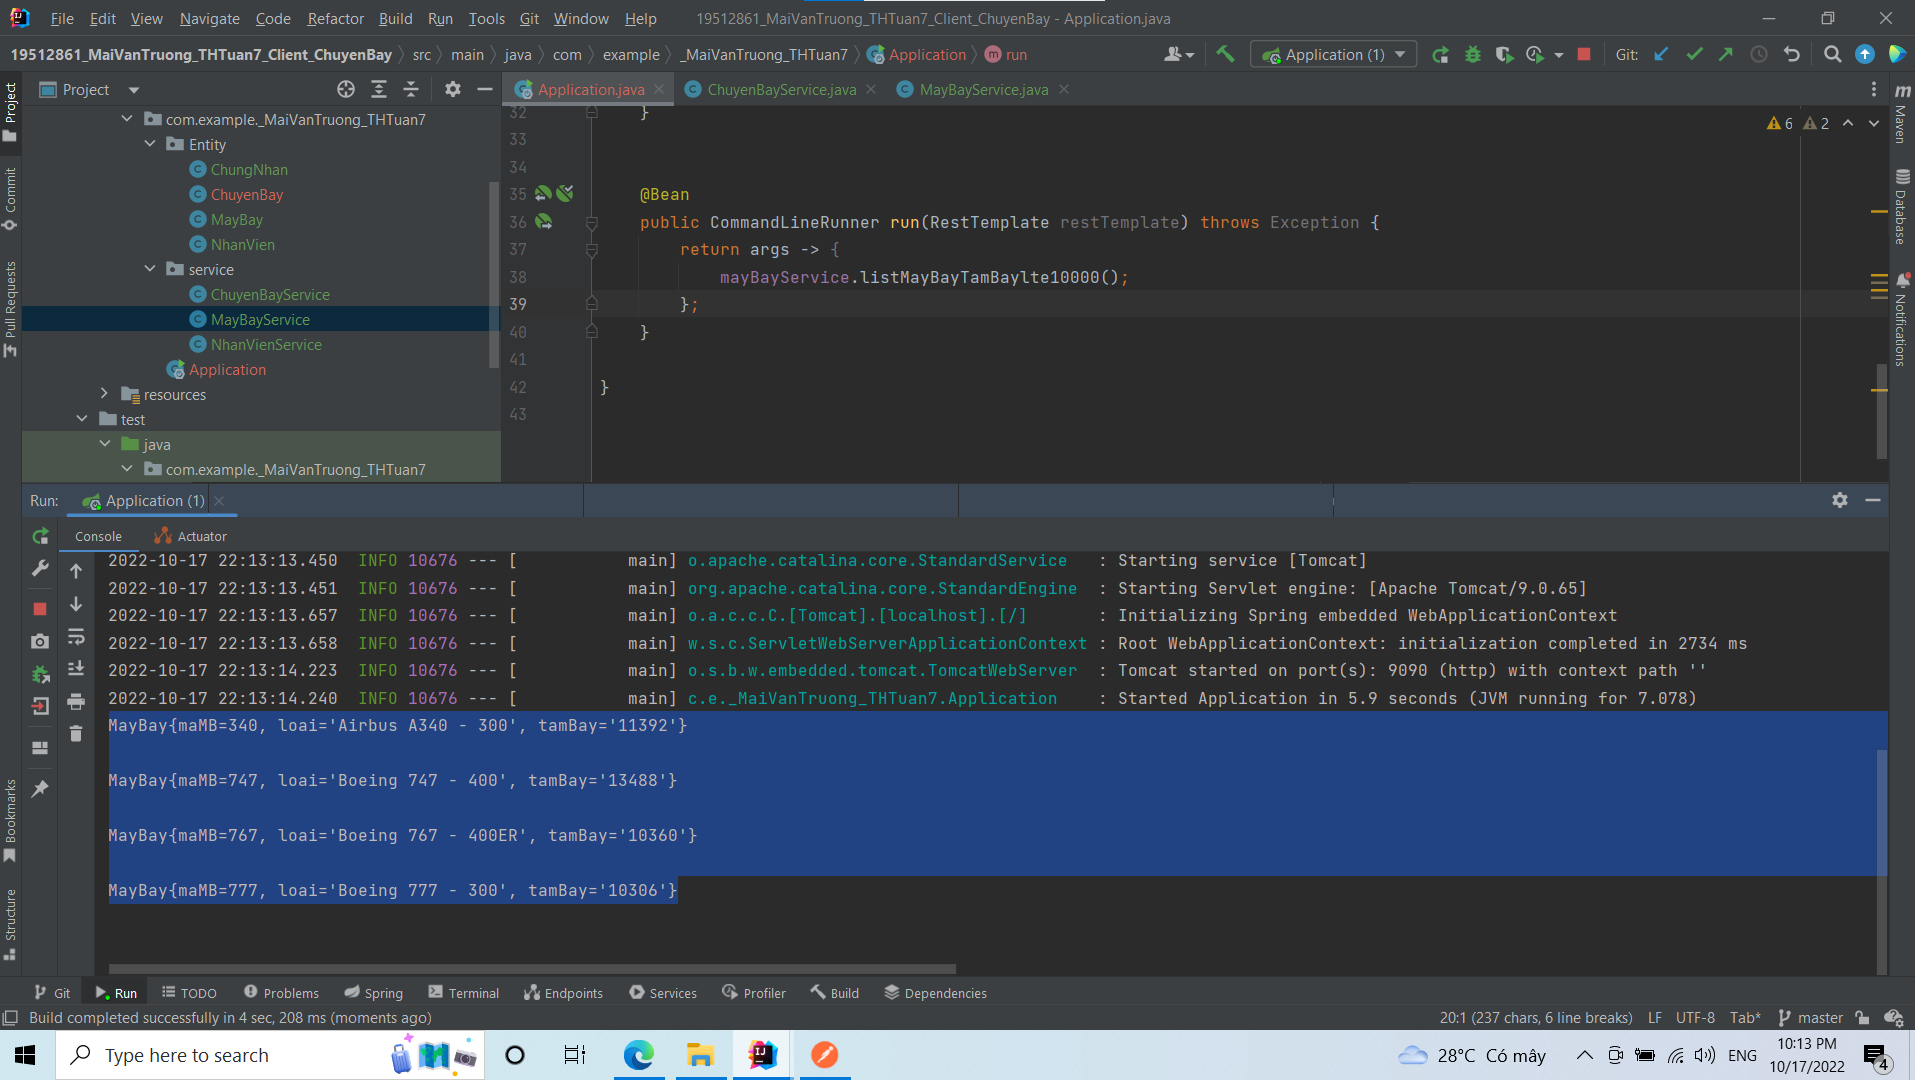 File Edit View Navigate Code Refactor Build Run Tools Git Window Help 19512861_MaiVanTruong_THTuan7_Client_ChuyenBay - Application.java
19512861_MaiVanTruong_THTuan7_Client_ChuyenBay src main java com example _MaiVanTruong_THTuan7 Application run Application (1) Git:
Project
Application.java ChuyenBayService.java MayBayService.java
com.example._MaiVanTruong_THTuan7
Entity
ChungNhan
ChuyenBay
MayBay
NhanVien
service
ChuyenBayService
MayBayService
NhanVienService
Application
resources
test
java
com.example._MaiVanTruong_THTuan7
6 2
32 }
33
34
35 @Bean
36 public CommandLineRunner run(RestTemplate restTemplate) throws Exception {
37 return args -> {
38 mayBayService.listMayBayTamBaylte10000();
39 };
40 }
41
42 }
43
Project
Commit
Pull Requests
Bookmarks
Structure
Maven
Database
Notifications
Run: Application (1)
Console Actuator
2022-10-17 22:13:13.450 INFO 10676 --- [ main] o.apache.catalina.core.StandardService : Starting service [Tomcat]
2022-10-17 22:13:13.451 INFO 10676 --- [ main] org.apache.catalina.core.StandardEngine : Starting Servlet engine: [Apache Tomcat/9.0.65]
2022-10-17 22:13:13.657 INFO 10676 --- [ main] o.a.c.c.C.[Tomcat].[localhost].[/] : Initializing Spring embedded WebApplicationContext
2022-10-17 22:13:13.658 INFO 10676 --- [ main] w.s.c.ServletWebServerApplicationContext : Root WebApplicationContext: initialization completed in 2734 ms
2022-10-17 22:13:14.223 INFO 10676 --- [ main] o.s.b.w.embedded.tomcat.TomcatWebServer : Tomcat started on port(s): 9090 (http) with context path ''
2022-10-17 22:13:14.240 INFO 10676 --- [ main] c.e._MaiVanTruong_THTuan7.Application : Started Application in 5.9 seconds (JVM running for 7.078)
MayBay{maMB=340, loai='Airbus A340 - 300', tamBay='11392'}
MayBay{maMB=747, loai='Boeing 747 - 400', tamBay='13488'}
MayBay{maMB=767, loai='Boeing 767 - 400ER', tamBay='10360'}
MayBay{maMB=777, loai='Boeing 777 - 300', tamBay='10306'}
Git Run TODO Problems Spring Terminal Endpoints Services Profiler Build Dependencies
Build completed successfully in 4 sec, 208 ms (moments ago) 20:1 (237 chars, 6 line breaks) LF UTF-8 Tab* master
Type here to search 28°C Có mây ENG
10:13 PM
10/17/2022
4